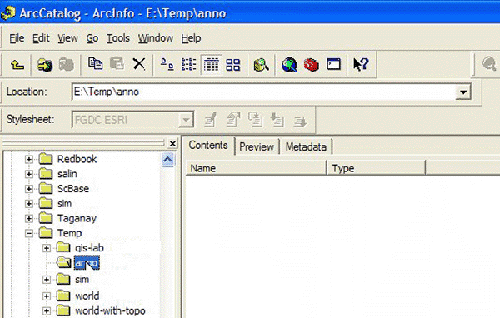 ArcCatalog - ArcInfo - E:\Temp\anno
File Edit View Go Tools Window Help
Location: E:\Temp\anno
Stylesheet: FGDC ESRI
Contents Preview Metadata
Name Type
Redbook
salin
ScBase
sim
Taganay
Temp
gis-lab
sim
world
world-with-topo